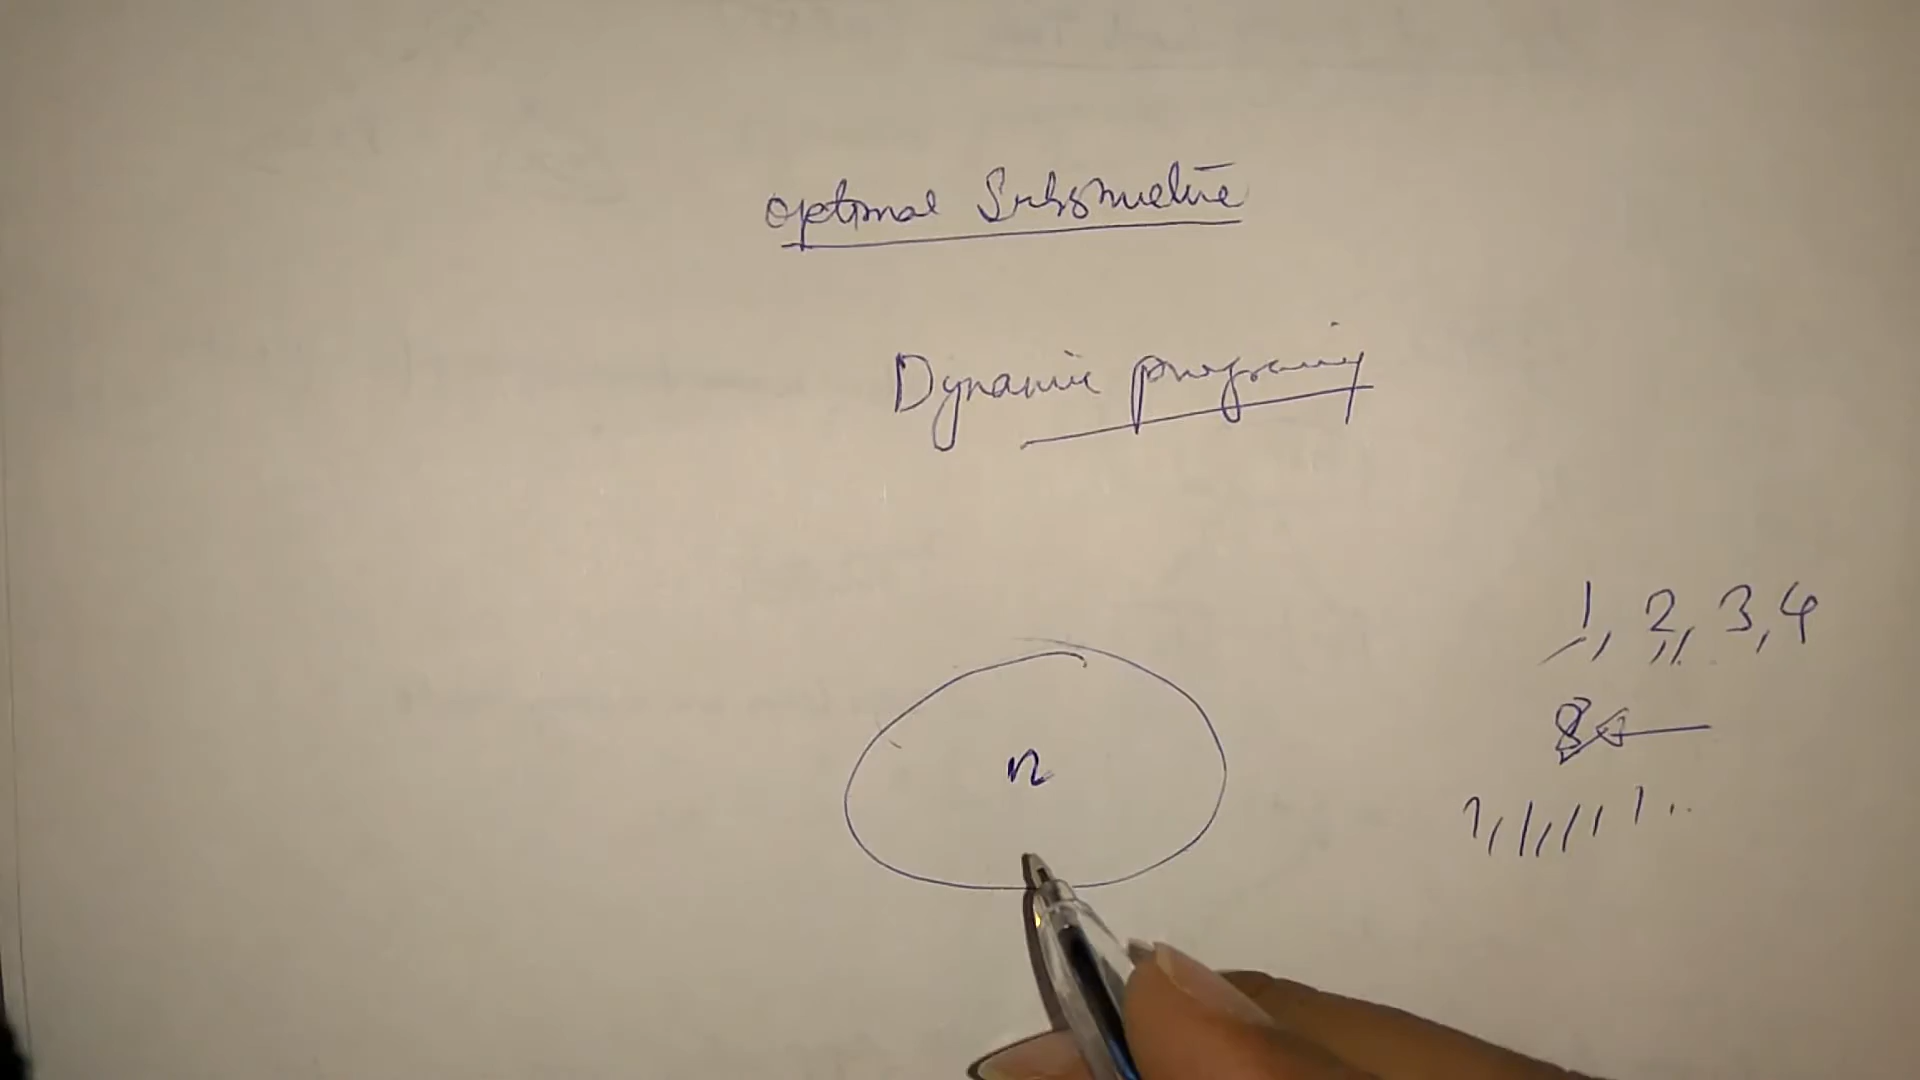 optimal Substructure
Dynamic programing
1, 2, 3, 4
n
8